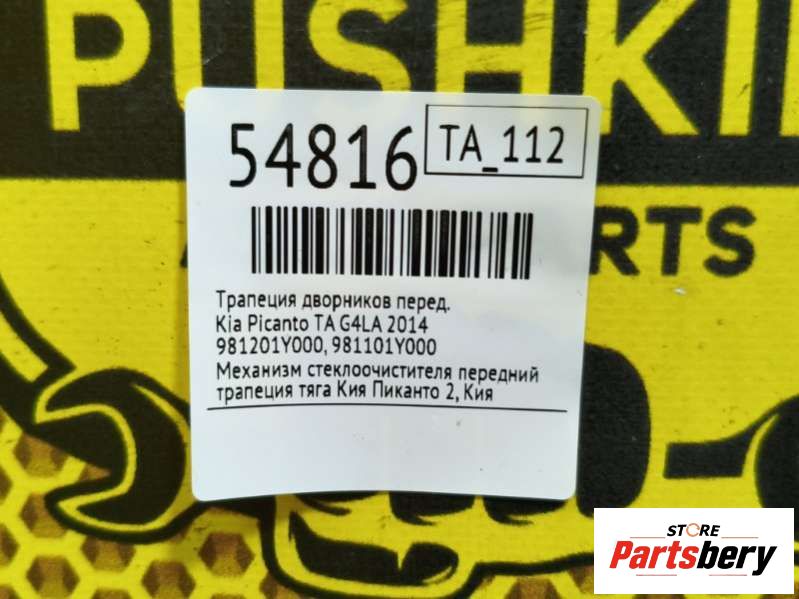 PUSHKI
54816
TA_112
RTS
Трапеция дворников перед.
Kia Picanto TA G4LA 2014
981201Y000, 981101Y000
Механизм стеклоочистителя передний
трапеция тяга Кия Пиканто 2, Кия
STORE
Partsbery